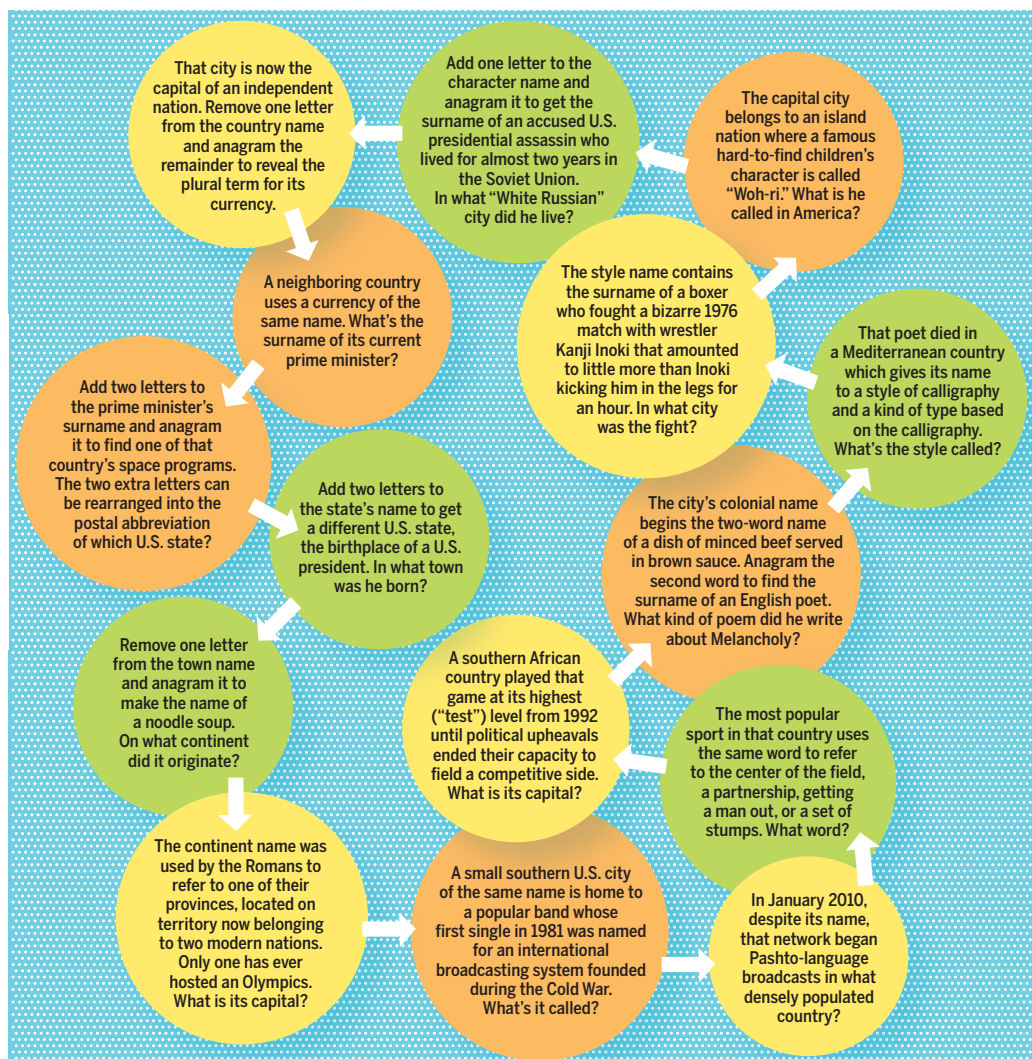 That city is now the
capital of an independent
nation. Remove one letter
from the country name
and anagram the
remainder to reveal the
plural term for its
currency.
Add one letter to the
character name and
anagram it to get the
surname of an accused U.S.
presidential assassin who
lived for almost two years in
the Soviet Union.
In what “White Russian”
city did he live?
The capital city
belongs to an island
nation where a famous
hard-to-find children’s
character is called
“Woh-ri.” What is he
called in America?
A neighboring country
uses a currency of the
same name. What’s the
surname of its current
prime minister?
The style name contains
the surname of a boxer
who fought a bizarre 1976
match with wrestler
Kanji Inoki that amounted
to little more than Inoki
kicking him in the legs for
an hour. In what city
was the fight?
That poet died in
a Mediterranean country
which gives its name
to a style of calligraphy
and a kind of type based
on the calligraphy.
What’s the style called?
Add two letters to
the prime minister’s
surname and anagram
it to find one of that
country’s space programs.
The two extra letters can
be rearranged into the
postal abbreviation
of which U.S. state?
Add two letters to
the state’s name to get
a different U.S. state,
the birthplace of a U.S.
president. In what town
was he born?
The city’s colonial name
begins the two-word name
of a dish of minced beef served
in brown sauce. Anagram the
second word to find the
surname of an English poet.
What kind of poem did he write
about Melancholy?
Remove one letter
from the town name
and anagram it to
make the name of
a noodle soup.
On what continent
did it originate?
A southern African
country played that
game at its highest
(“test”) level from 1992
until political upheavals
ended their capacity to
field a competitive side.
What is its capital?
The most popular
sport in that country uses
the same word to refer
to the center of the field,
a partnership, getting
a man out, or a set of
stumps. What word?
The continent name was
used by the Romans to
refer to one of their
provinces, located on
territory now belonging
to two modern nations.
Only one has ever
hosted an Olympics.
What is its capital?
A small southern U.S. city
of the same name is home to
a popular band whose
first single in 1981 was named
for an international
broadcasting system founded
during the Cold War.
What’s it called?
In January 2010,
despite its name,
that network began
Pashto-language
broadcasts in what
densely populated
country?